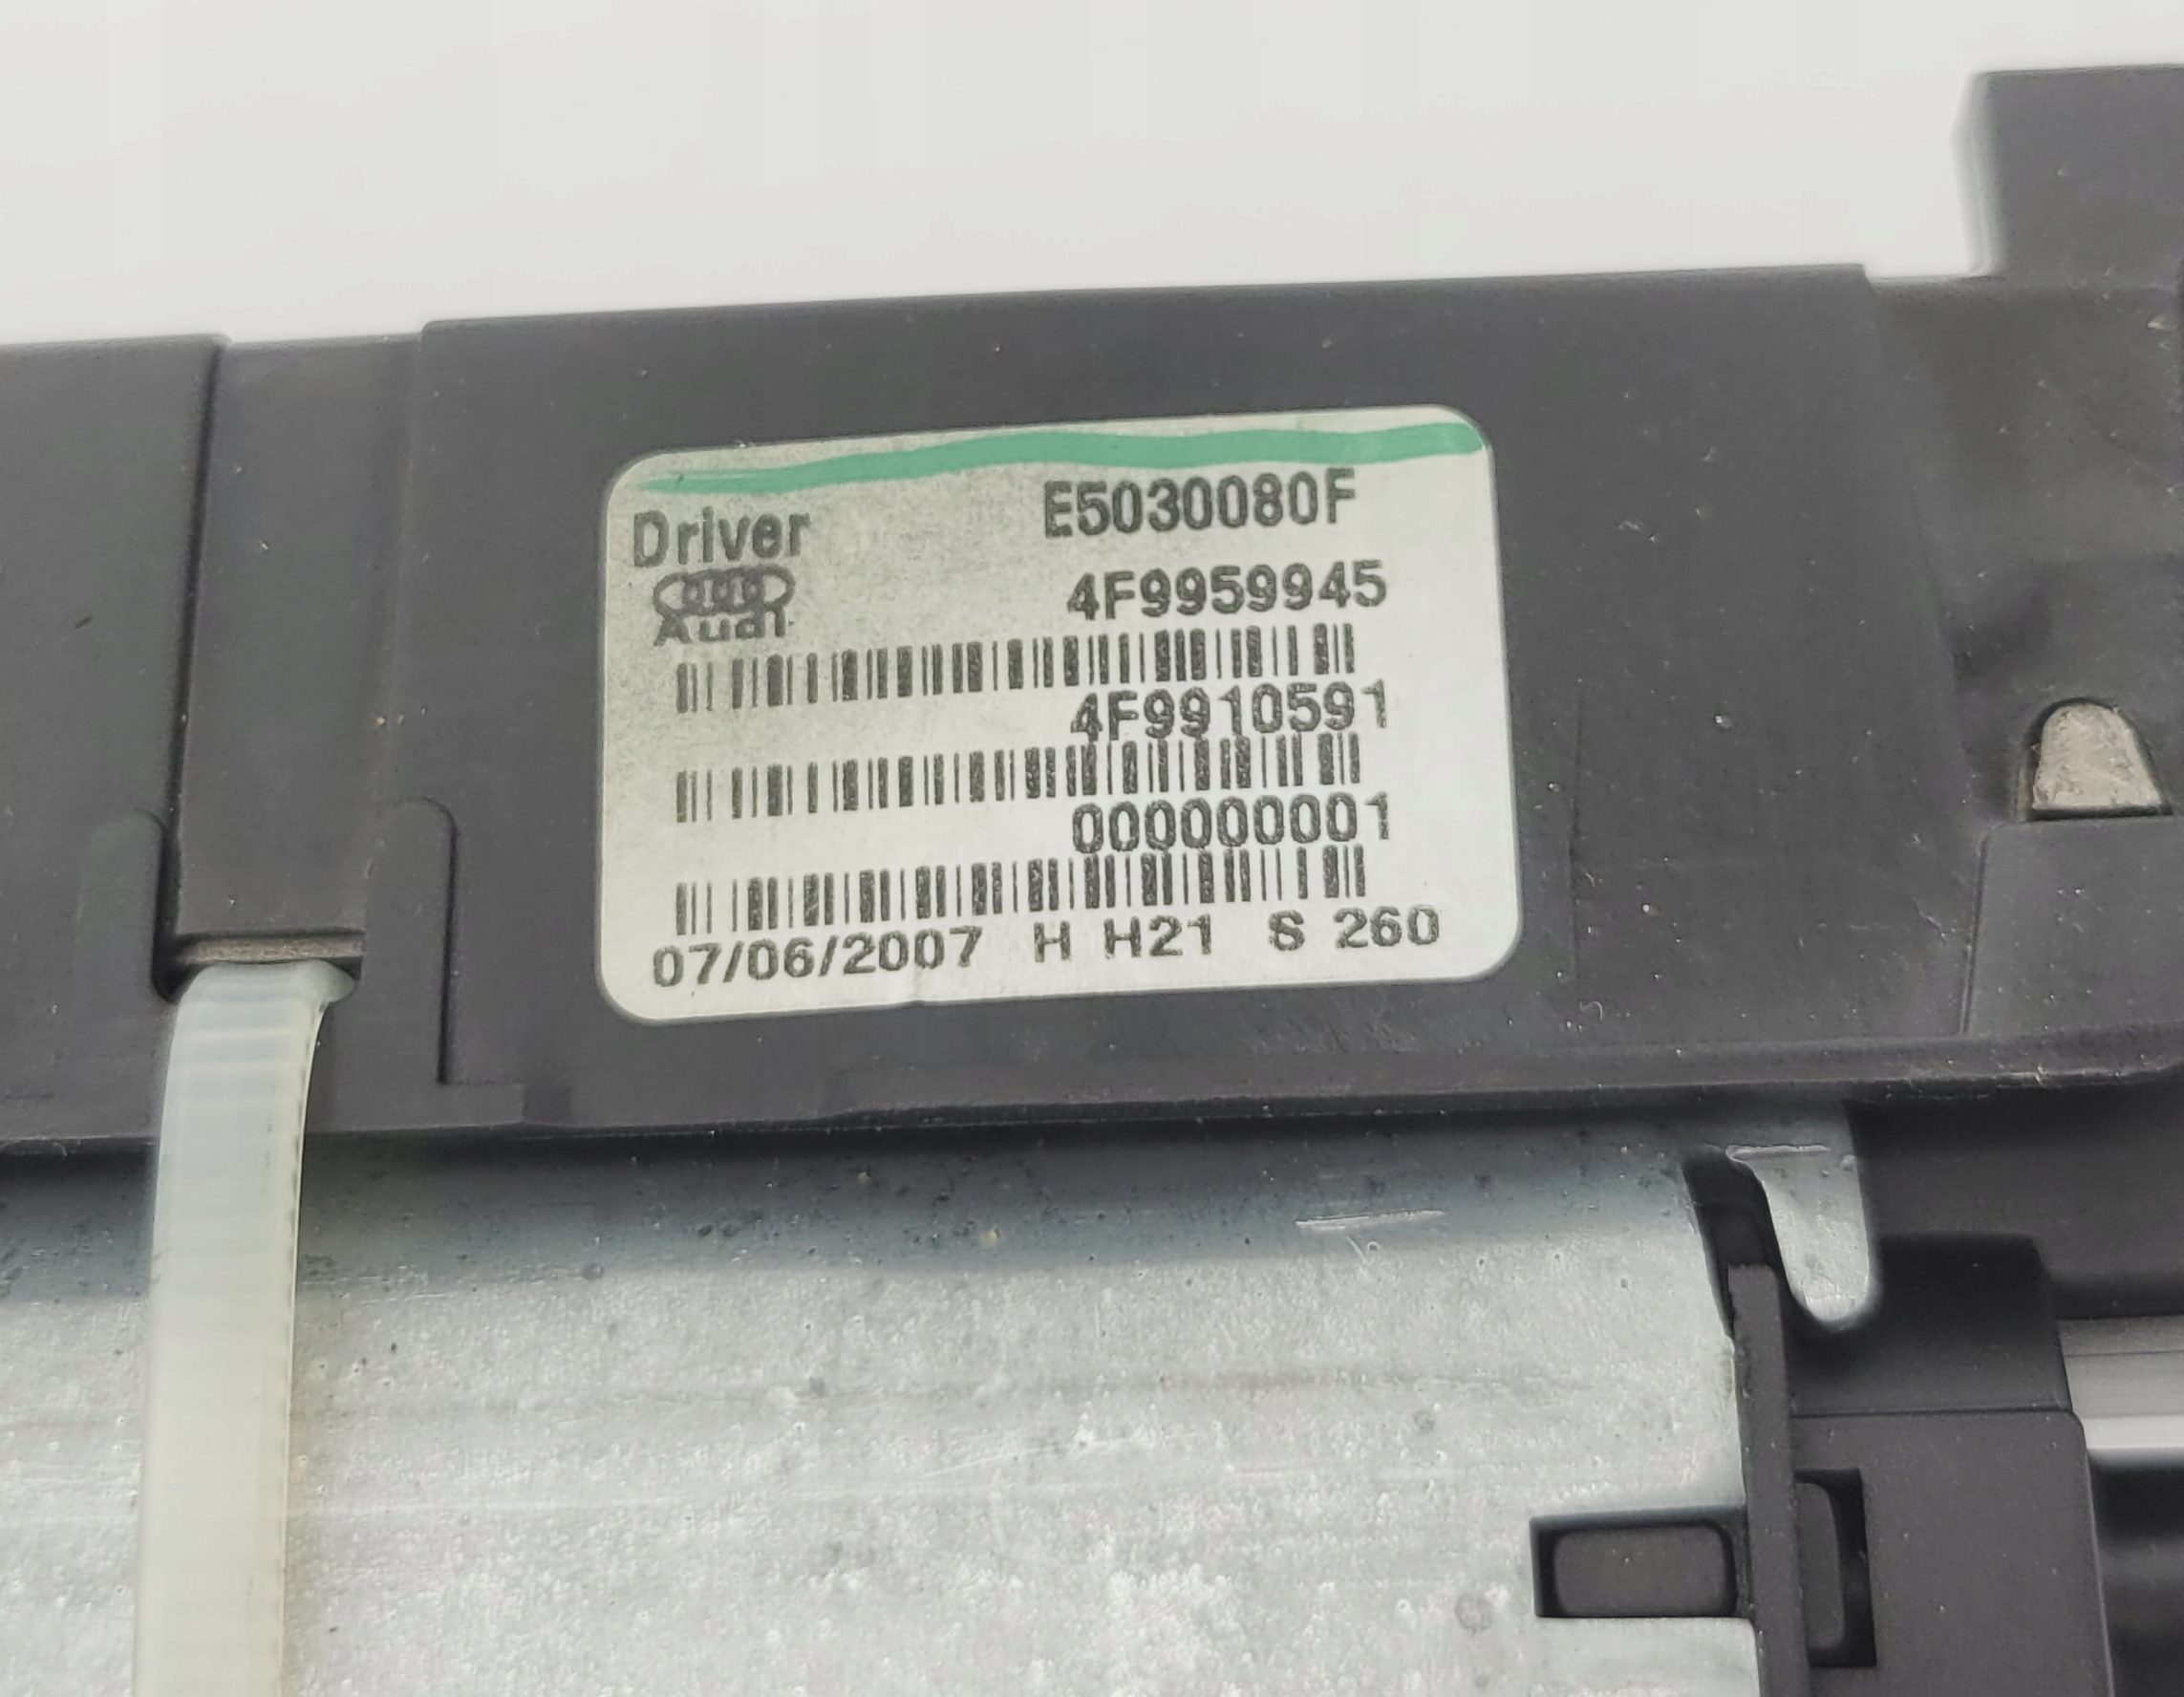 Driver E5030080F
Audi 4F9959945
4F9910591
000000001
07/06/2007 H H21 S 260